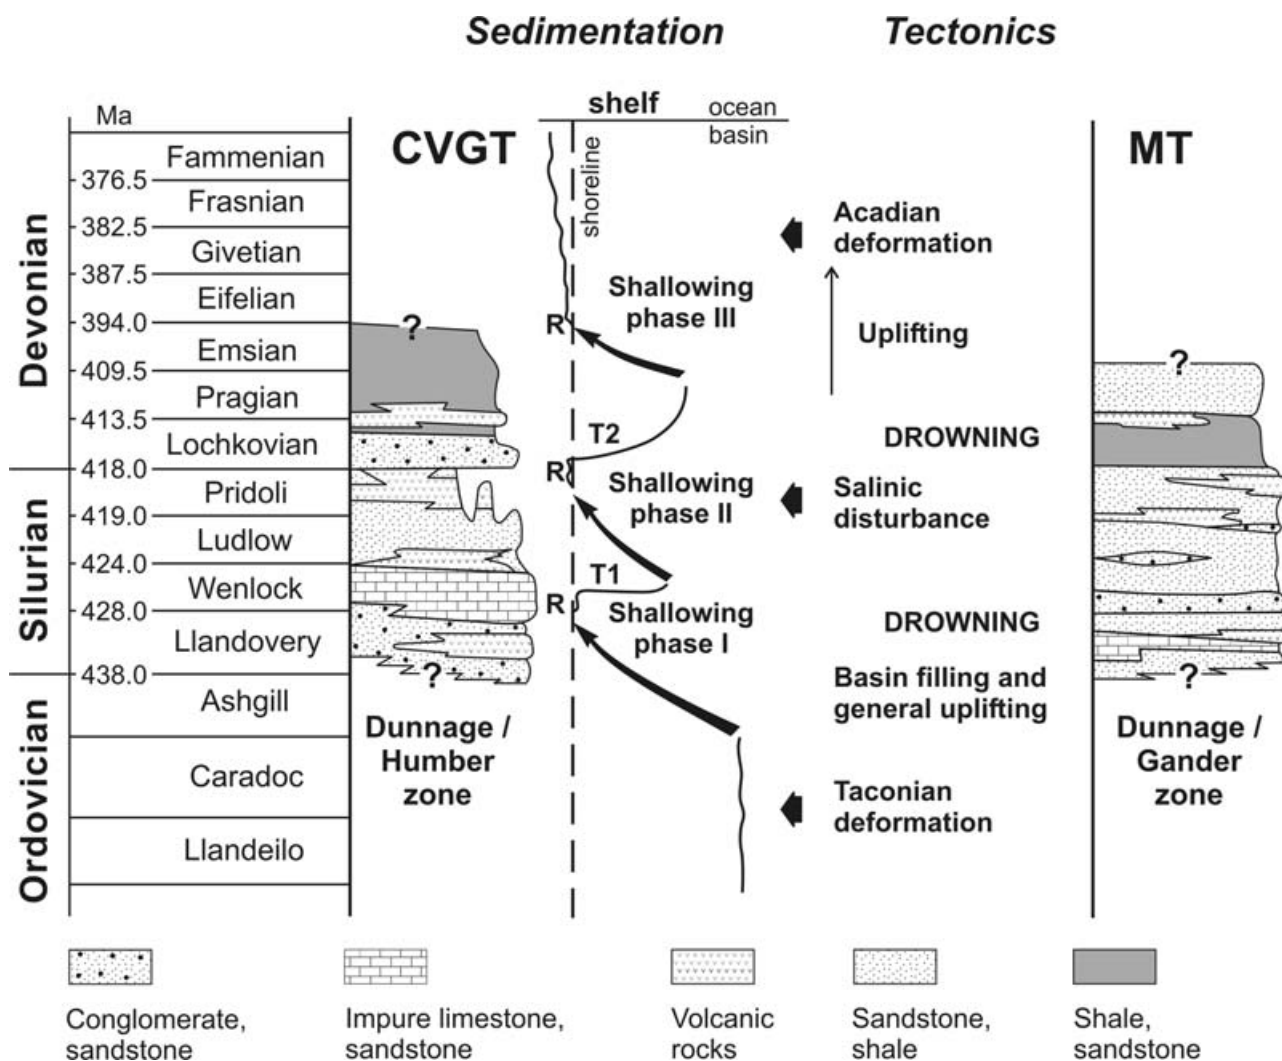 Sedimentation
Tectonics
Ma
shelf
ocean
basin
CVGT
MT
shoreline
Devonian
Silurian
Ordovician
Fammenian
376.5
Frasnian
382.5
Givetian
387.5
Eifelian
394.0
Emsian
409.5
Pragian
413.5
Lochkovian
418.0
Pridoli
419.0
Ludlow
424.0
Wenlock
428.0
Llandovery
438.0
Ashgill
Caradoc
Llandeilo
?
?
Dunnage /
Humber
zone
R
Shallowing
phase III
T2
R
Shallowing
phase II
T1
R
Shallowing
phase I
Acadian
deformation
Uplifting
DROWNING
Salinic
disturbance
DROWNING
Basin filling and
general uplifting
Taconian
deformation
?
?
Dunnage /
Gander
zone
Conglomerate,
sandstone
Impure limestone,
sandstone
Volcanic
rocks
Sandstone,
shale
Shale,
sandstone